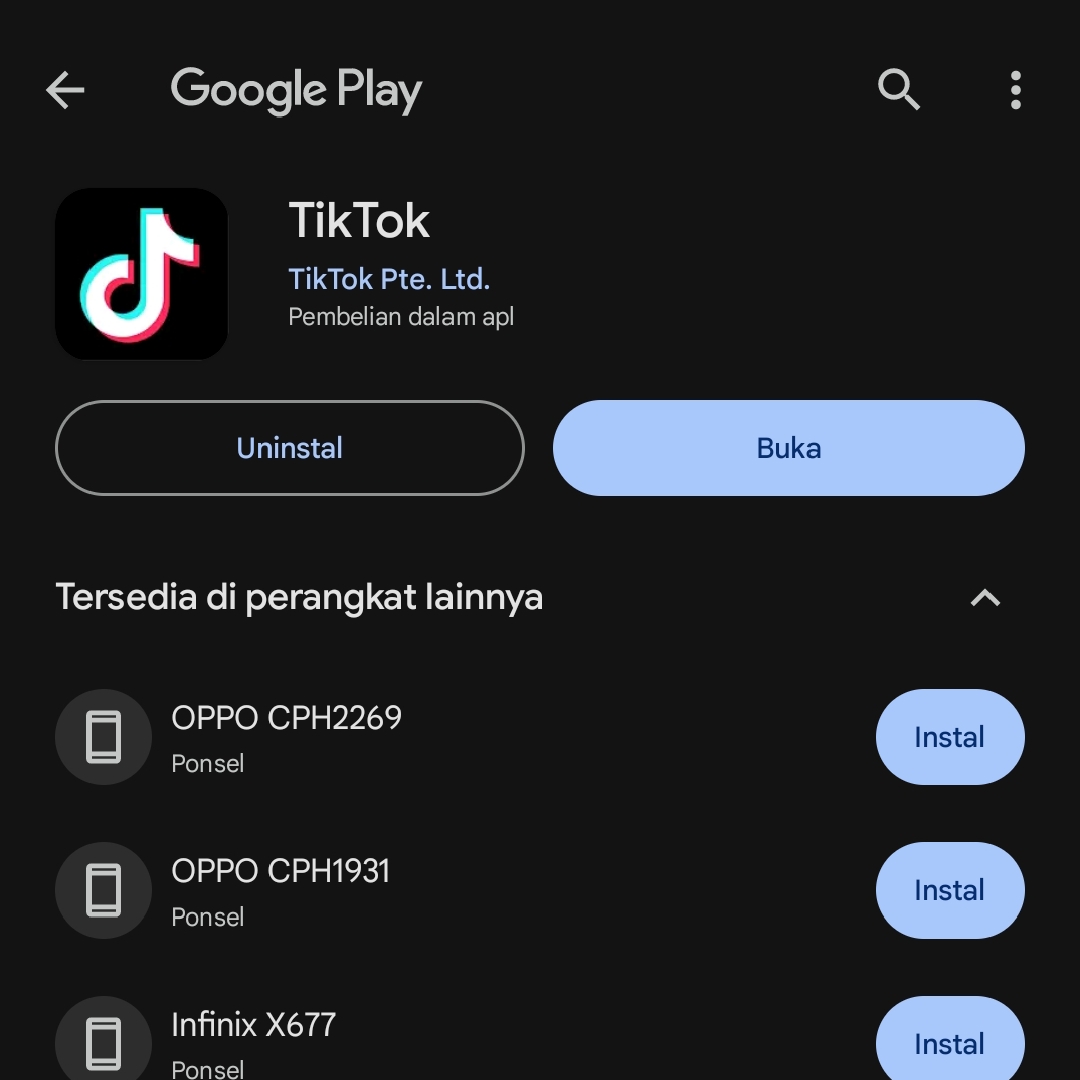 Google Play
TikTok
TikTok Pte. Ltd.
Pembelian dalam apl
Uninstal
Buka
Tersedia di perangkat lainnya
OPPO CPH2269
Ponsel
Instal
OPPO CPH1931
Ponsel
Instal
Infinix X677
Ponsel
Instal